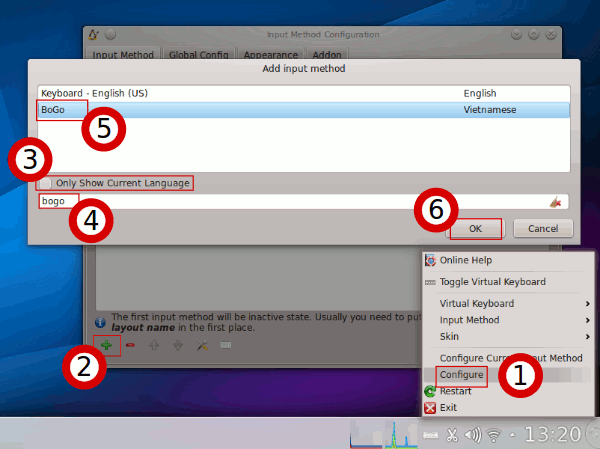 Input Method Configuration
Input Method Global Config Appearance Addon
Add input method
Keyboard - English (US) English
BoGo Vietnamese
5
3
Only Show Current Language
bogo
4
6
OK Cancel
Online Help
Toggle Virtual Keyboard
Virtual Keyboard
Input Method
Skin
The first input method will be inactive state. Usually you need to put
layout name in the first place.
2
Configure Current Input Method
Configure
1
Restart
Exit
13:20